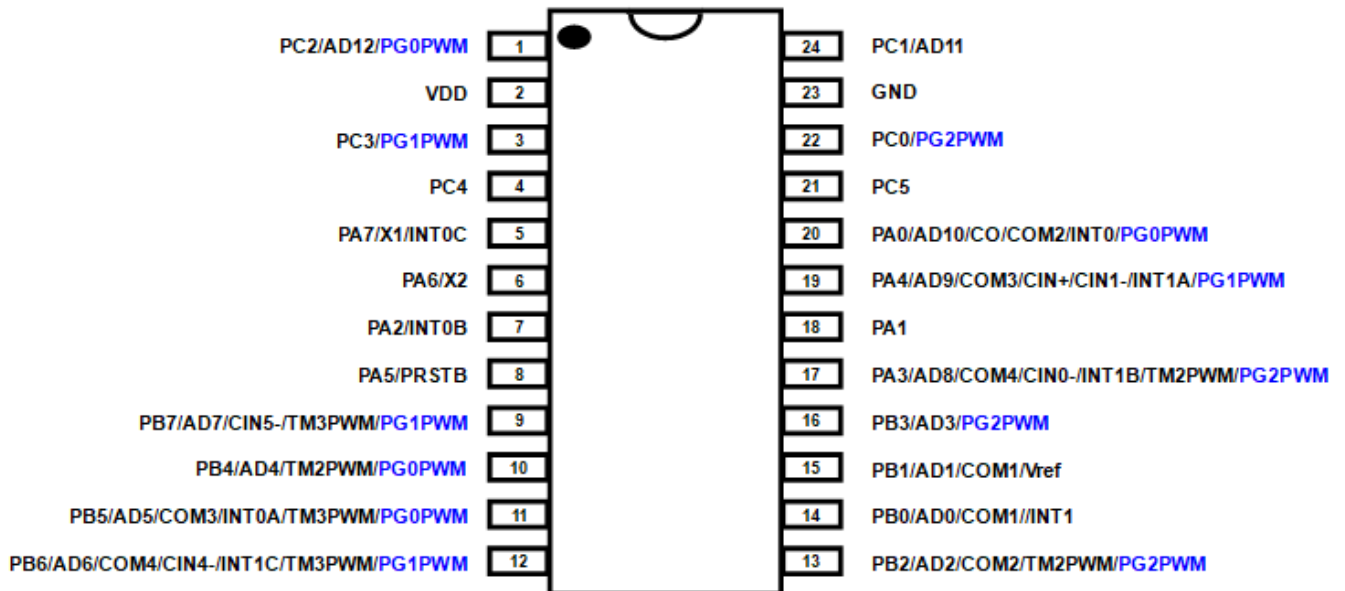 PC2/AD12/PG0PWM 1 24 PC1/AD11
VDD 2 23 GND
PC3/PG1PWM 3 22 PC0/PG2PWM
PC4 4 21 PC5
PA7/X1/INT0C 5 20 PA0/AD10/CO/COM2/INT0/PG0PWM
PA6/X2 6 19 PA4/AD9/COM3/CIN+/CIN1-/INT1A/PG1PWM
PA2/INT0B 7 18 PA1
PA5/PRSTB 8 17 PA3/AD8/COM4/CIN0-/INT1B/TM2PWM/PG2PWM
PB7/AD7/CIN5-/TM3PWM/PG1PWM 9 16 PB3/AD3/PG2PWM
PB4/AD4/TM2PWM/PG0PWM 10 15 PB1/AD1/COM1/Vref
PB5/AD5/COM3/INT0A/TM3PWM/PG0PWM 11 14 PB0/AD0/COM1//INT1
PB6/AD6/COM4/CIN4-/INT1C/TM3PWM/PG1PWM 12 13 PB2/AD2/COM2/TM2PWM/PG2PWM